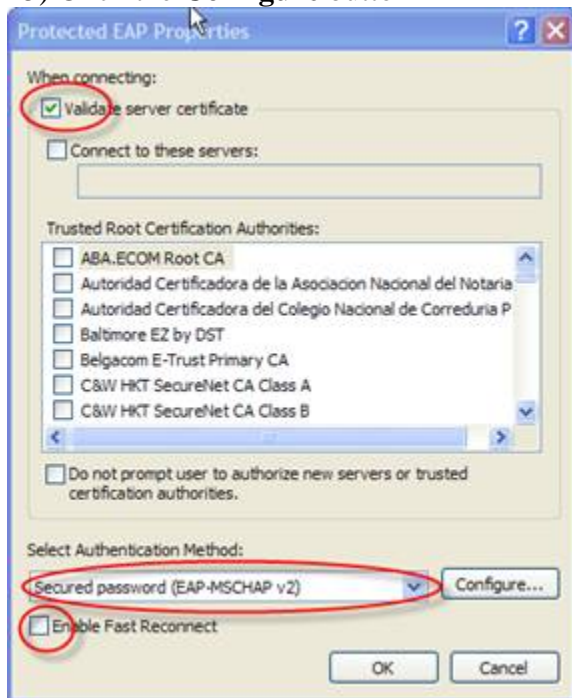 Protected EAP Properties
When connecting:
Validate server certificate
Connect to these servers:
Trusted Root Certification Authorities:
ABA.ECOM Root CA
Autoridad Certificadora de la Asociacion Nacional del Notaria
Autoridad Certificadora del Colegio Nacional de Correduria P
Baltimore EZ by DST
Belgacom E-Trust Primary CA
C&W HKT SecureNet CA Class A
C&W HKT SecureNet CA Class B
Do not prompt user to authorize new servers or trusted
certification authorities.
Select Authentication Method:
Secured password (EAP-MSCHAP v2)
Configure...
Enable Fast Reconnect
OK
Cancel